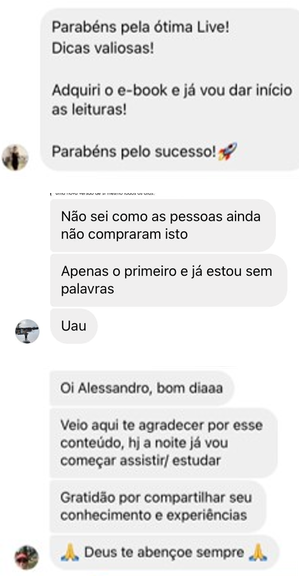 Parabéns pela ótima Live!
Dicas valiosas!
Adquiri o e-book e já vou dar início
as leituras!
Parabéns pelo sucesso!🚀
Não sei como as pessoas ainda
não compraram isto
Apenas o primeiro e já estou sem
palavras
Uau
Oi Alessandro, bom diaaa
Veio aqui te agradecer por esse
conteúdo, hj a noite já vou
começar assistir/ estudar
Gratidão por compartilhar seu
conhecimento e experiências
🙏 Deus te abençoe sempre 🙏